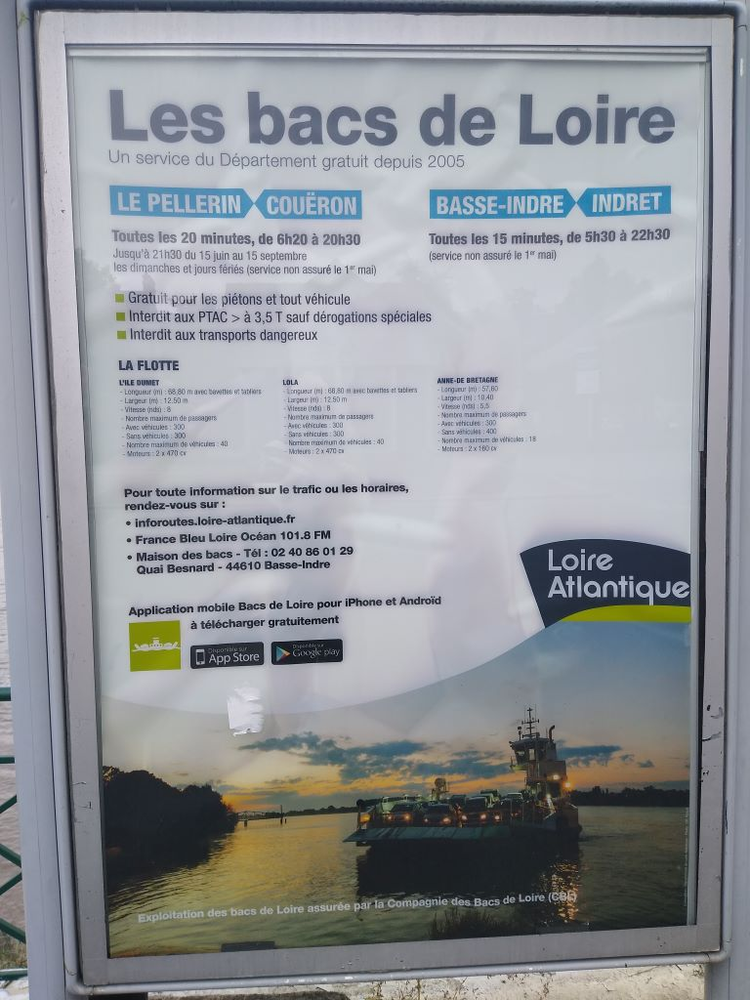 Les bacs de Loire
Un service du Département gratuit depuis 2005
LE PELLERIN COUËRON
Toutes les 20 minutes, de 6h20 à 20h30
Jusqu'à 21h30 du 15 juin au 15 septembre
les dimanches et jours fériés (service non assuré le 1er mai)
BASSE-INDRE INDRET
Toutes les 15 minutes, de 5h30 à 22h30
(service non assuré le 1er mai)
Gratuit pour les piétons et tout véhicule
Interdit aux PTAC > à 3,5 T sauf dérogations spéciales
Interdit aux transports dangereux
LA FLOTTE
L'ILE DUMET
- Longueur (m) : 68,80 m avec bavettes et tabliers
- Largeur (m) : 12.50 m
- Vitesse (nds) : 8
- Nombre maximum de passagers
- Avec véhicules : 300
- Sans véhicules : 300
- Nombre maximum de véhicules : 40
- Moteurs : 2 x 470 cv
LOLA
- Longueur (m) : 68,80 m avec bavettes et tabliers
- Largeur (m) : 12.50 m
- Vitesse (nds) : 8
- Nombre maximum de passagers
- Avec véhicules : 300
- Sans véhicules : 300
- Nombre maximum de véhicules : 40
- Moteurs : 2 x 470 cv
ANNE-DE BRETAGNE
- Longueur (m) : 57,60
- Largeur (m) : 10,40
- Vitesse (nds) : 5,5
- Nombre maximum de passagers
- Avec véhicules : 300
- Sans véhicules : 400
- Nombre maximum de véhicules : 18
- Moteurs : 2 x 160 cv
Pour toute information sur le trafic ou les horaires,
rendez-vous sur :
• inforoutes.loire-atlantique.fr
• France Bleu Loire Océan 101.8 FM
• Maison des bacs - Tél : 02 40 86 01 29
Quai Besnard - 44610 Basse-Indre
Loire
Atlantique
Application mobile Bacs de Loire pour iPhone et Androïd
à télécharger gratuitement
Disponible sur
App Store
Disponible sur
Google play
Exploitation des bacs de Loire assurée par la Compagnie des Bacs de Loire (CBL)